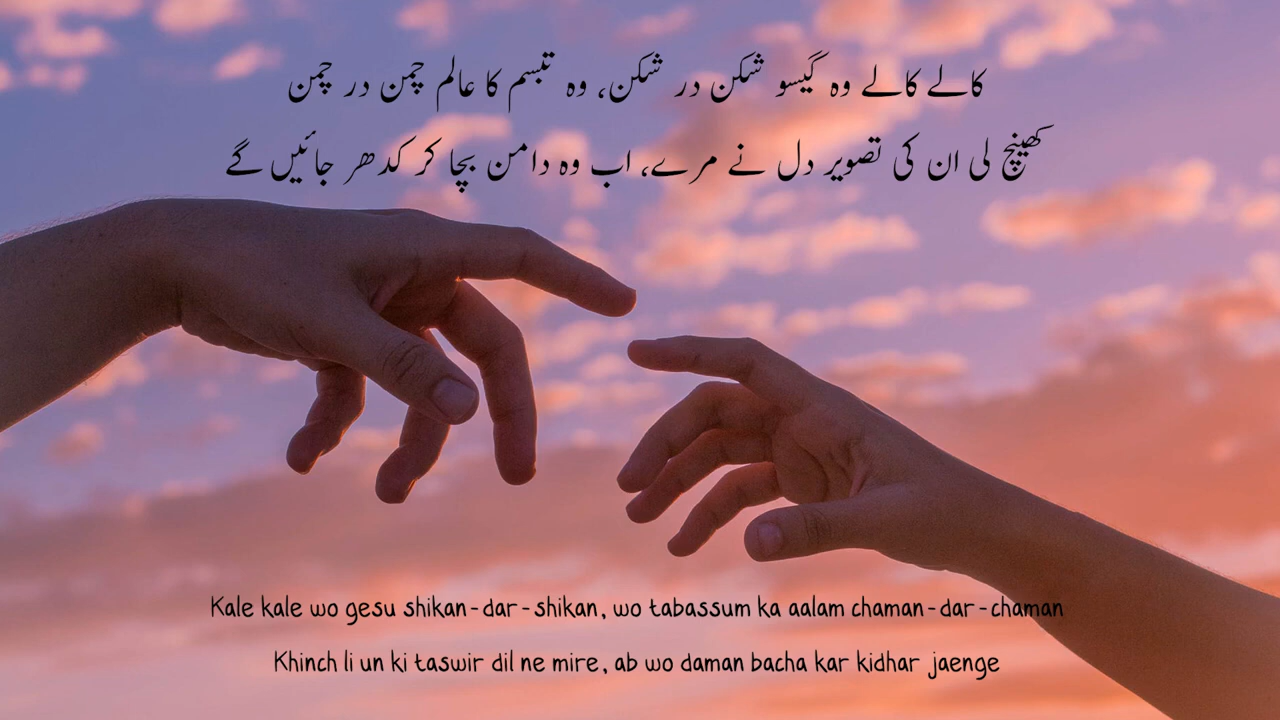 کالے کالے وہ گیسو شکن در شکن، وہ تبسم کا عالم چمن در چمن
کھینچ لی ان کی تصویر دل نے مرے، اب وہ دامن بچا کر کدھر جائیں گے
Kale kale wo gesu shikan-dar-shikan, wo tabassum ka aalam chaman-dar-chaman
Khinch li un ki taswir dil ne mire, ab wo daman bacha kar kidhar jaenge